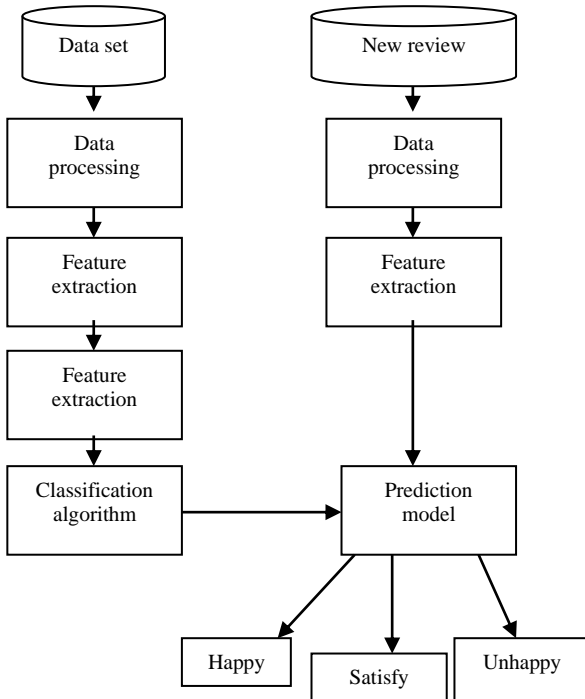 Data set
New review
Data
processing
Data
processing
Feature
extraction
Feature
extraction
Feature
extraction
Classification
algorithm
Prediction
model
Happy
Satisfy
Unhappy